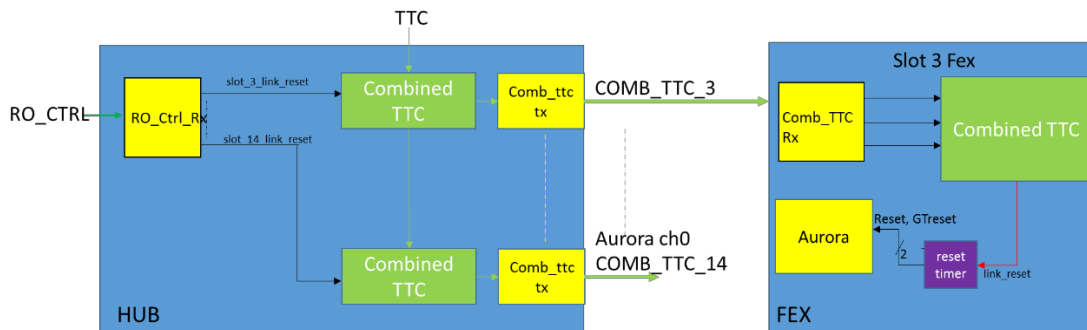 TTC
RO_CTRL
RO_Ctrl_Rx
slot_3_link_reset
slot_14_link_reset
Combined
TTC
Comb_ttc
tx
COMB_TTC_3
Combined
TTC
Comb_ttc
tx
Aurora ch0
COMB_TTC_14
HUB
Slot 3 Fex
Comb_TTC
Rx
Combined TTC
Aurora
Reset, GTreset
2
reset
timer
link_reset
FEX